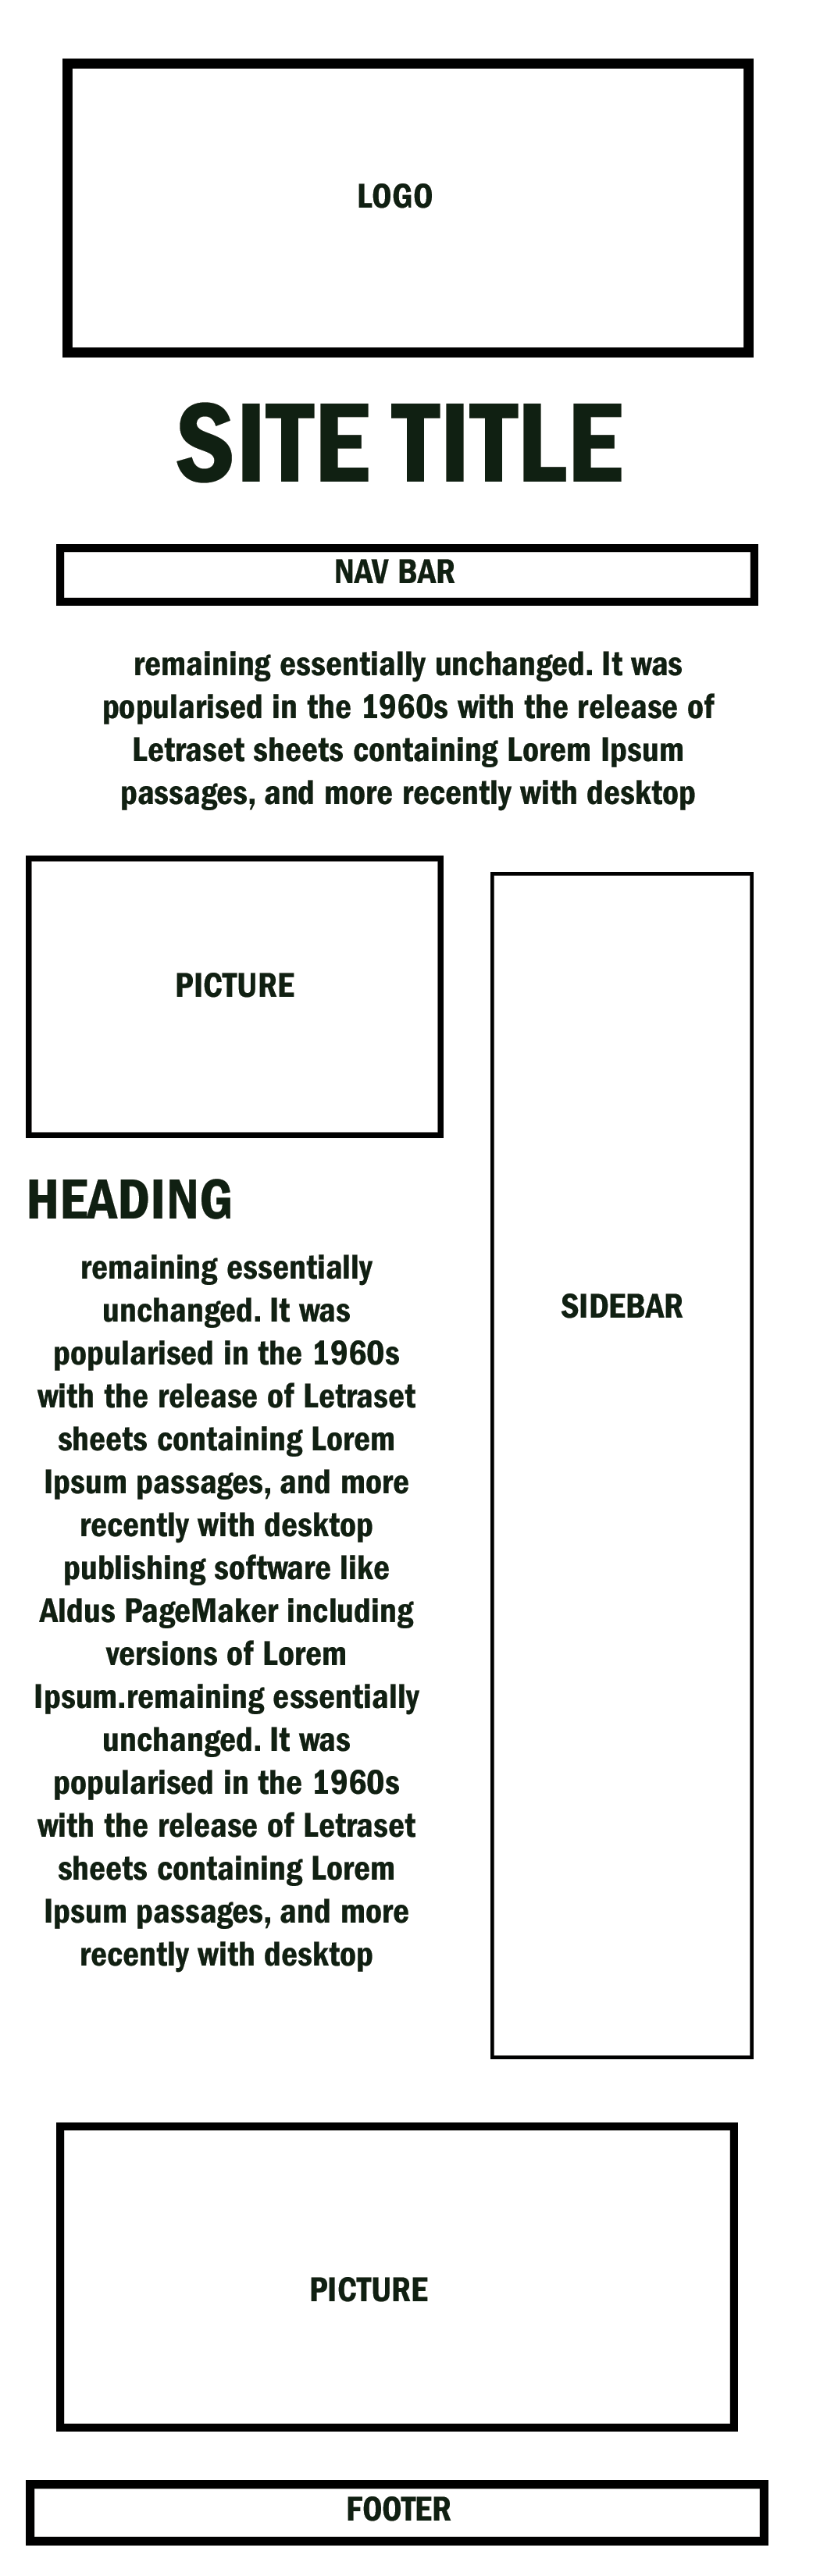 LOGO
SITE TITLE
NAV BAR
remaining essentially unchanged. It was
popularised in the 1960s with the release of
Letraset sheets containing Lorem Ipsum
passages, and more recently with desktop
PICTURE
HEADING
remaining essentially
unchanged. It was
popularised in the 1960s
with the release of Letraset
sheets containing Lorem
Ipsum passages, and more
recently with desktop
publishing software like
Aldus PageMaker including
versions of Lorem
Ipsum.remaining essentially
unchanged. It was
popularised in the 1960s
with the release of Letraset
sheets containing Lorem
Ipsum passages, and more
recently with desktop
SIDEBAR
PICTURE
FOOTER